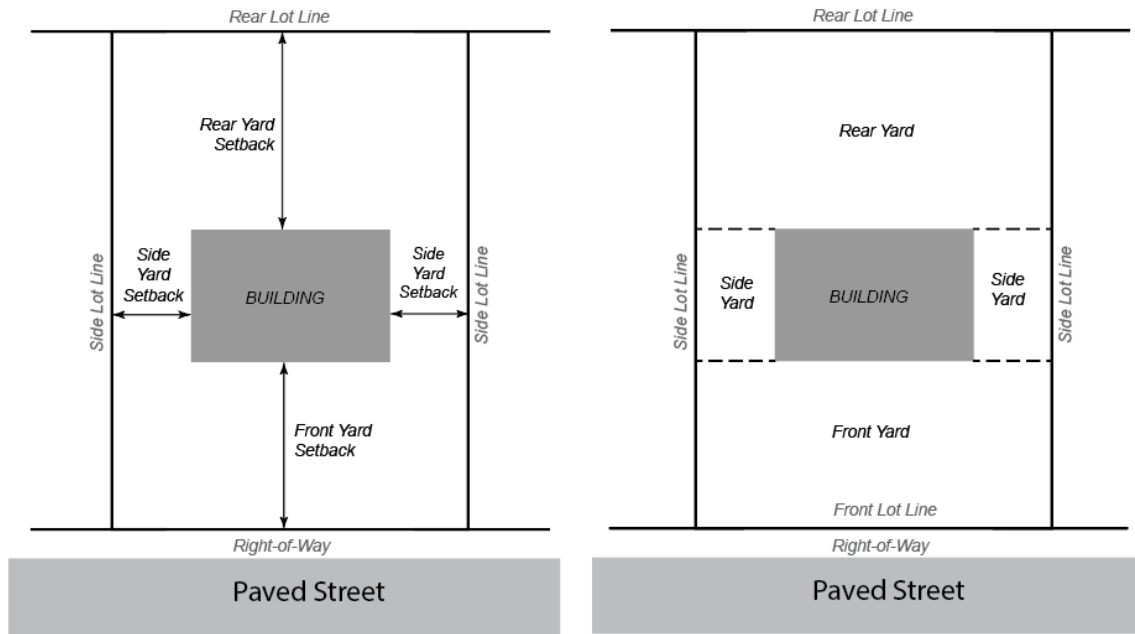 Rear Lot Line
Rear Yard
Setback
Side Lot Line
Side
Yard
Setback
BUILDING
Side
Yard
Setback
Side Lot Line
Front Yard
Setback
Right-of-Way
Paved Street
Rear Lot Line
Rear Yard
Side Lot Line
Side
Yard
BUILDING
Side
Yard
Side Lot Line
Front Yard
Front Lot Line
Right-of-Way
Paved Street